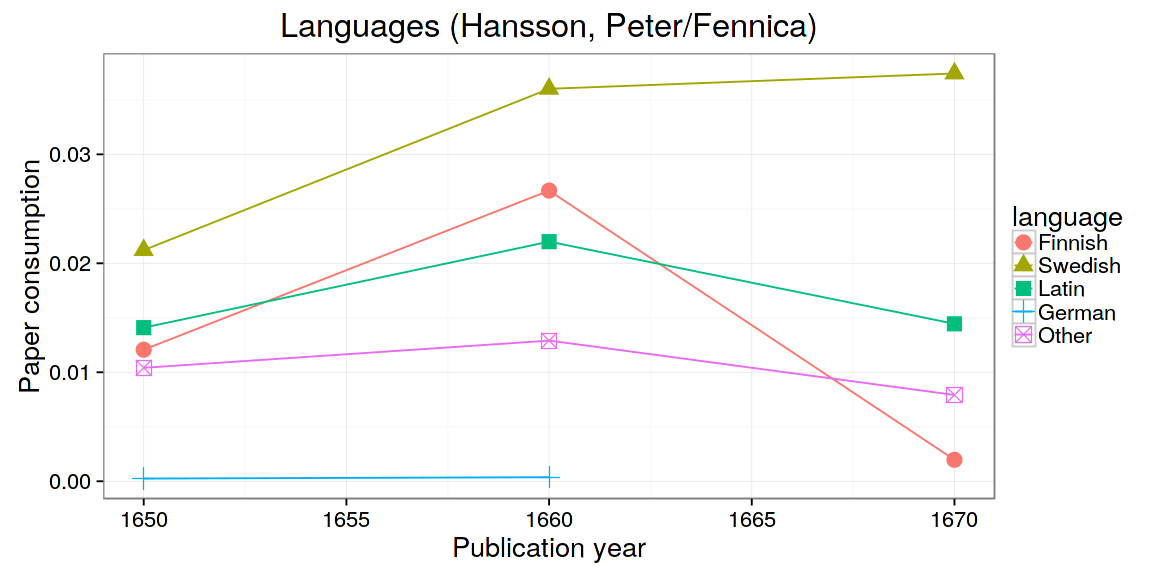 Languages (Hansson, Peter/Fennica)
Paper consumption
0.03
0.02
0.01
0.00
1650 1655 1660 1665 1670
Publication year
language
Finnish
Swedish
Latin
German
Other